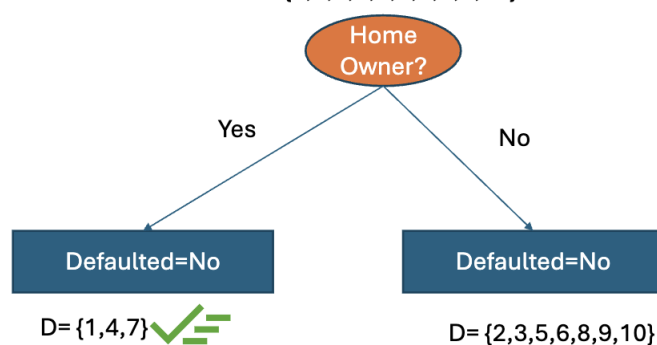 Home
Owner?
Yes
No
Defaulted=No
Defaulted=No
D= {1,4,7}
D= {2,3,5,6,8,9,10}